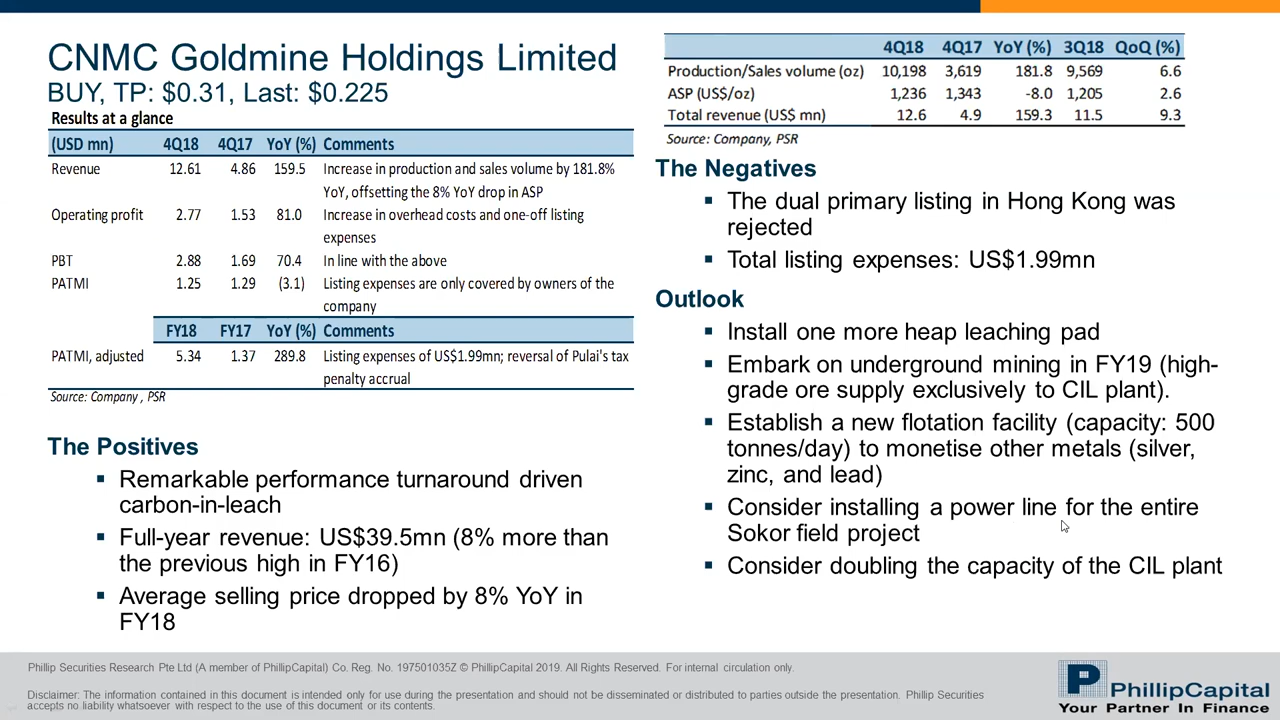 CNMC Goldmine Holdings Limited
BUY, TP: $0.31, Last: $0.225
Results at a glance
(USD mn) 4Q18 4Q17 YoY (%) Comments
Revenue 12.61 4.86 159.5 Increase in production and sales volume by 181.8%
YoY, offsetting the 8% YoY drop in ASP
Operating profit 2.77 1.53 81.0 Increase in overhead costs and one-off listing
expenses
PBT 2.88 1.69 70.4 In line with the above
PATMI 1.25 1.29 (3.1) Listing expenses are only covered by owners of the
company
FY18 FY17 YoY (%) Comments
PATMI, adjusted 5.34 1.37 289.8 Listing expenses of US$1.99mn; reversal of Pulai's tax
penalty accrual
Source: Company , PSR
The Positives
▪ Remarkable performance turnaround driven
carbon-in-leach
▪ Full-year revenue: US$39.5mn (8% more than
the previous high in FY16)
▪ Average selling price dropped by 8% YoY in
FY18
4Q18 4Q17 YoY (%) 3Q18 QoQ (%)
Production/Sales volume (oz) 10,198 3,619 181.8 9,569 6.6
ASP (US$/oz) 1,236 1,343 -8.0 1,205 2.6
Total revenue (US$ mn) 12.6 4.9 159.3 11.5 9.3
Source: Company, PSR
The Negatives
▪ The dual primary listing in Hong Kong was
rejected
▪ Total listing expenses: US$1.99mn
Outlook
▪ Install one more heap leaching pad
▪ Embark on underground mining in FY19 (high-
grade ore supply exclusively to CIL plant).
▪ Establish a new flotation facility (capacity: 500
tonnes/day) to monetise other metals (silver,
zinc, and lead)
▪ Consider installing a power line for the entire
Sokor field project
▪ Consider doubling the capacity of the CIL plant
Phillip Securities Research Pte Ltd (A member of PhillipCapital) Co. Reg. No. 197501035Z © PhillipCapital 2019. All Rights Reserved. For internal circulation only.
Disclaimer: The information contained in this document is intended only for use during the presentation and should not be disseminated or distributed to parties outside the presentation. Phillip Securities
accepts no liability whatsoever with respect to the use of this document or its contents.
P
PhillipCapital
Your Partner In Finance